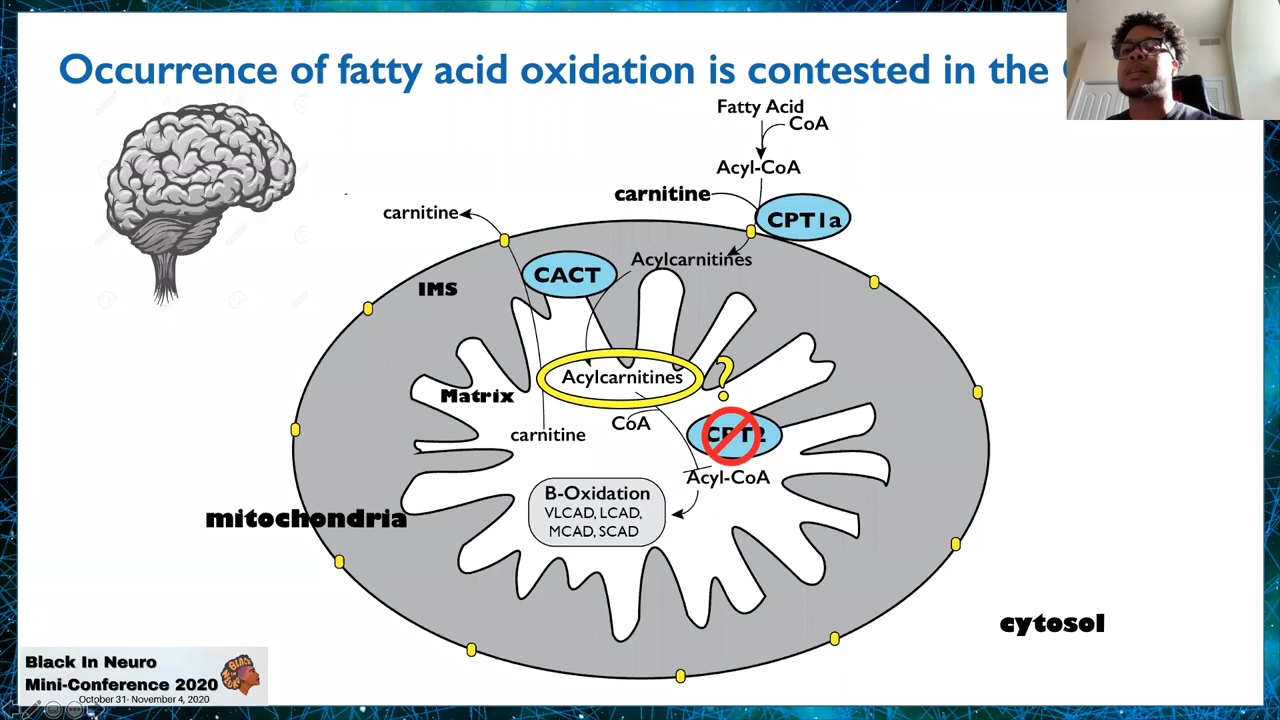 Occurrence of fatty acid oxidation is contested in the
Fatty Acid
CoA
Acyl-CoA
carnitine
CPT1a
carnitine
Acylcarnitines
CACT
IMS
?
Acylcarnitines
Matrix
CoA
carnitine
CPT2
Acyl-CoA
B-Oxidation
VLCAD, LCAD,
MCAD, SCAD
mitochondria
cytosol
Black In Neuro
Mini-Conference 2020
October 31- November 4, 2020